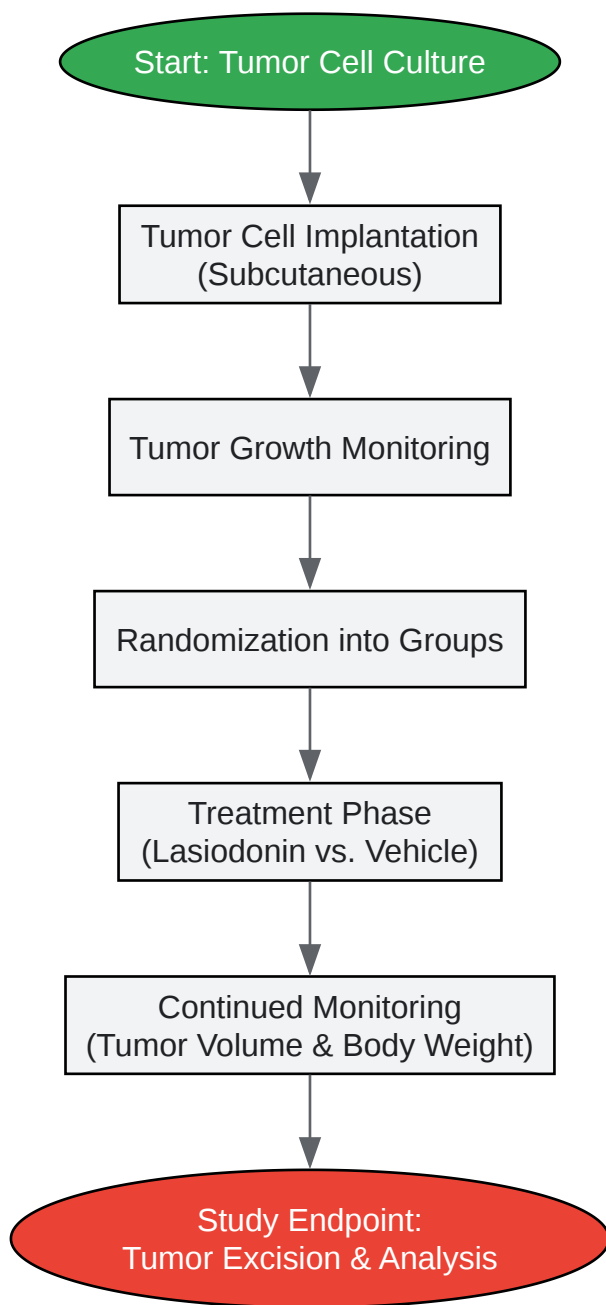 Start: Tumor Cell Culture
Tumor Cell Implantation
(Subcutaneous)
Tumor Growth Monitoring
Randomization into Groups
Treatment Phase
(Lasiodonin vs. Vehicle)
Continued Monitoring
(Tumor Volume & Body Weight)
Study Endpoint:
Tumor Excision & Analysis